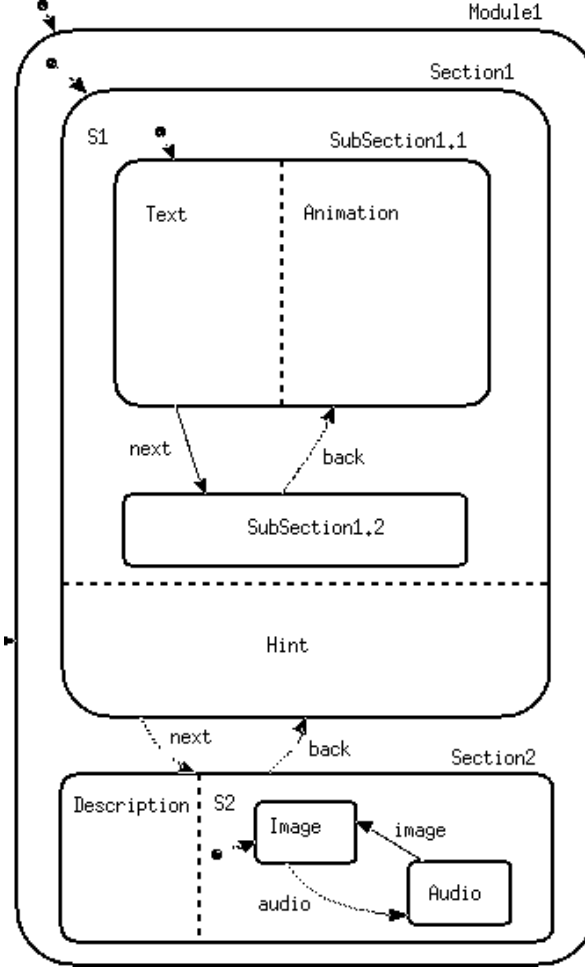 Module1
Section1
S1
SubSection1.1
Text
Animation
next
back
SubSection1.2
Hint
next
back
Section2
Description
S2
Image
image
audio
Audio